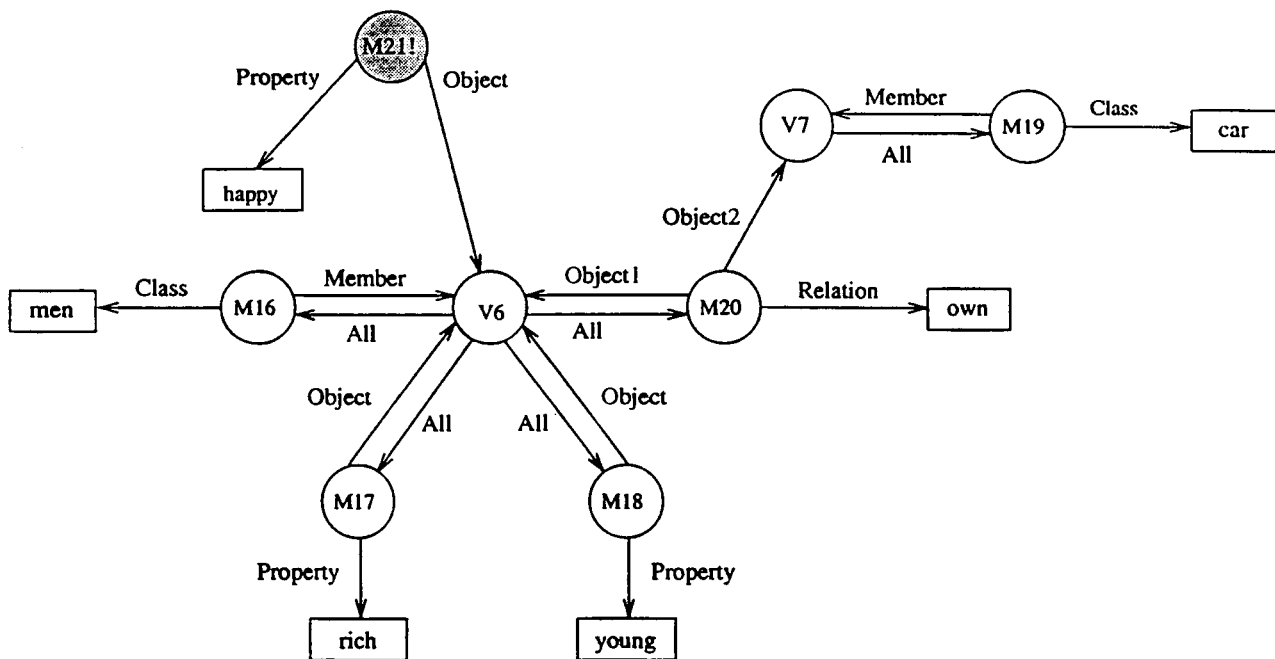 M21!
Property
Object
Member
Class
V7
M19
car
All
happy
Object2
Class
Member
Object1
Relation
men
M16
V6
M20
own
All
All
Object
All
All
Object
M17
M18
Property
Property
rich
young